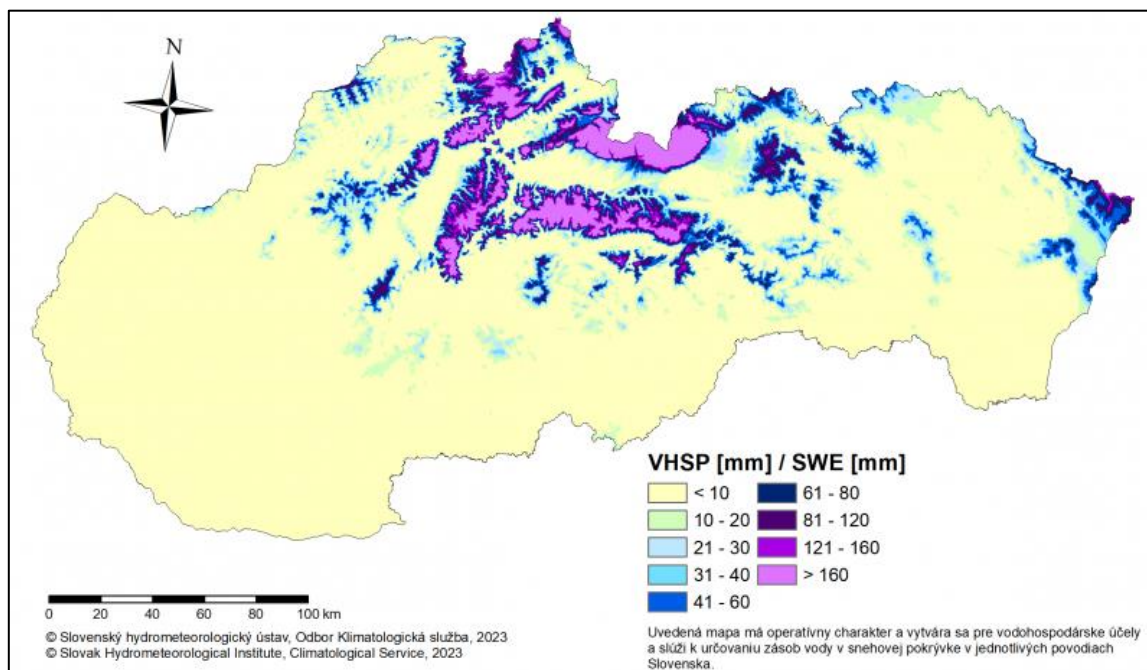 N
VHSP [mm] / SWE [mm]
< 10
10 - 20
21 - 30
31 - 40
41 - 60
61 - 80
81 - 120
121 - 160
> 160
0 20 40 60 80 100 km
© Slovenský hydrometeorologický ústav, Odbor Klimatologická služba, 2023
© Slovak Hydrometeorological Institute, Climatological Service, 2023
Uvedená mapa má operatívny charakter a vytvára sa pre vodohospodárske účely
a slúži k určovaniu zásob vody v snehovej pokrývke v jednotlivých povodiach
Slovenska.